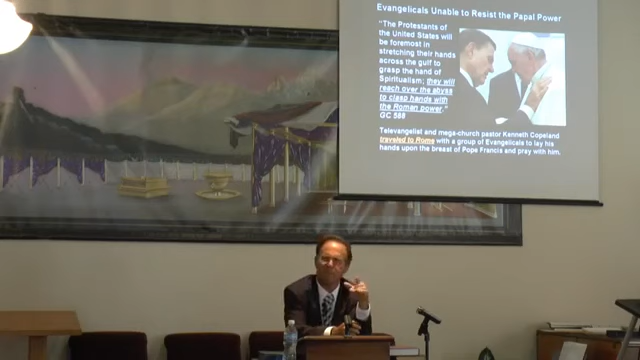 Evangelicals Unable to Resist the Papal Power
"The Protestants of
the United States will
be foremost in
stretching their hands
across the gulf to
grasp the hand of
Spiritualism; they will
reach over the abyss
to clasp hands with
the Roman power."
GC 588
Televangelist and mega-church pastor Kenneth Copeland
traveled to Rome with a group of Evangelicals to lay his
hands upon the breast of Pope Francis and pray with him.